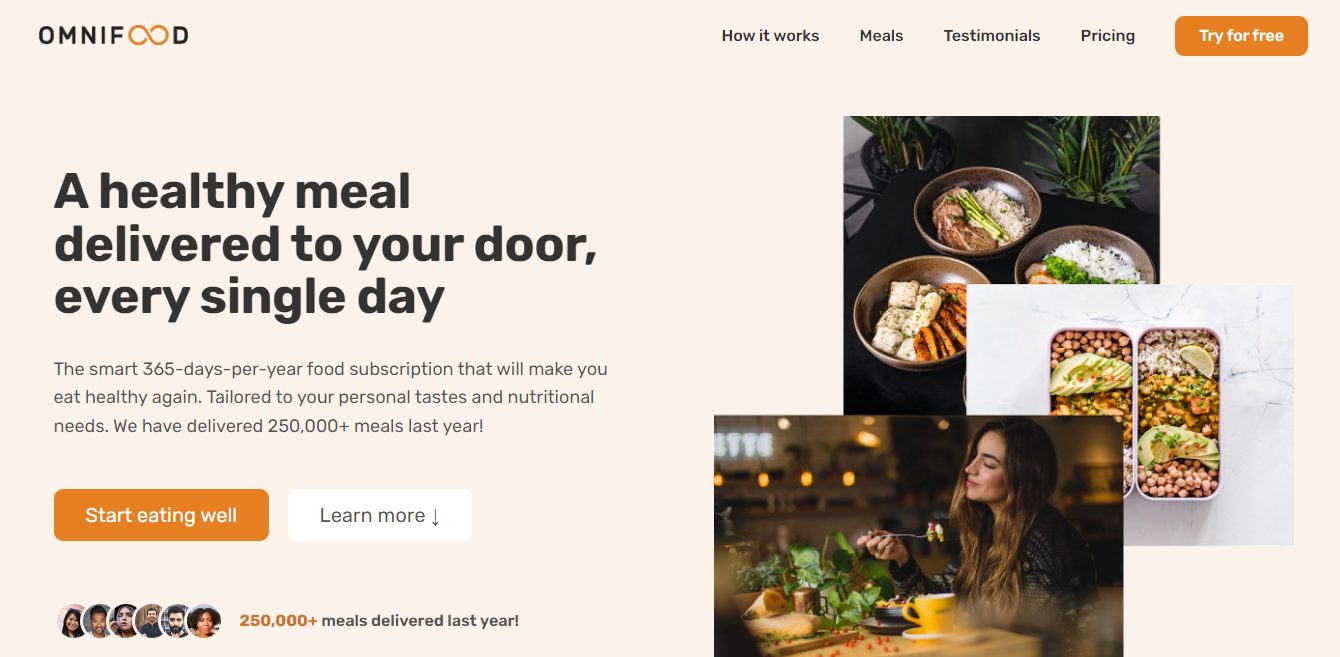 OMNIFOOD
How it works Meals Testimonials Pricing Try for free
A healthy meal
delivered to your door,
every single day
The smart 365-days-per-year food subscription that will make you
eat healthy again. Tailored to your personal tastes and nutritional
needs. We have delivered 250,000+ meals last year!
Start eating well Learn more ↓
ETTE
250,000+ meals delivered last year!